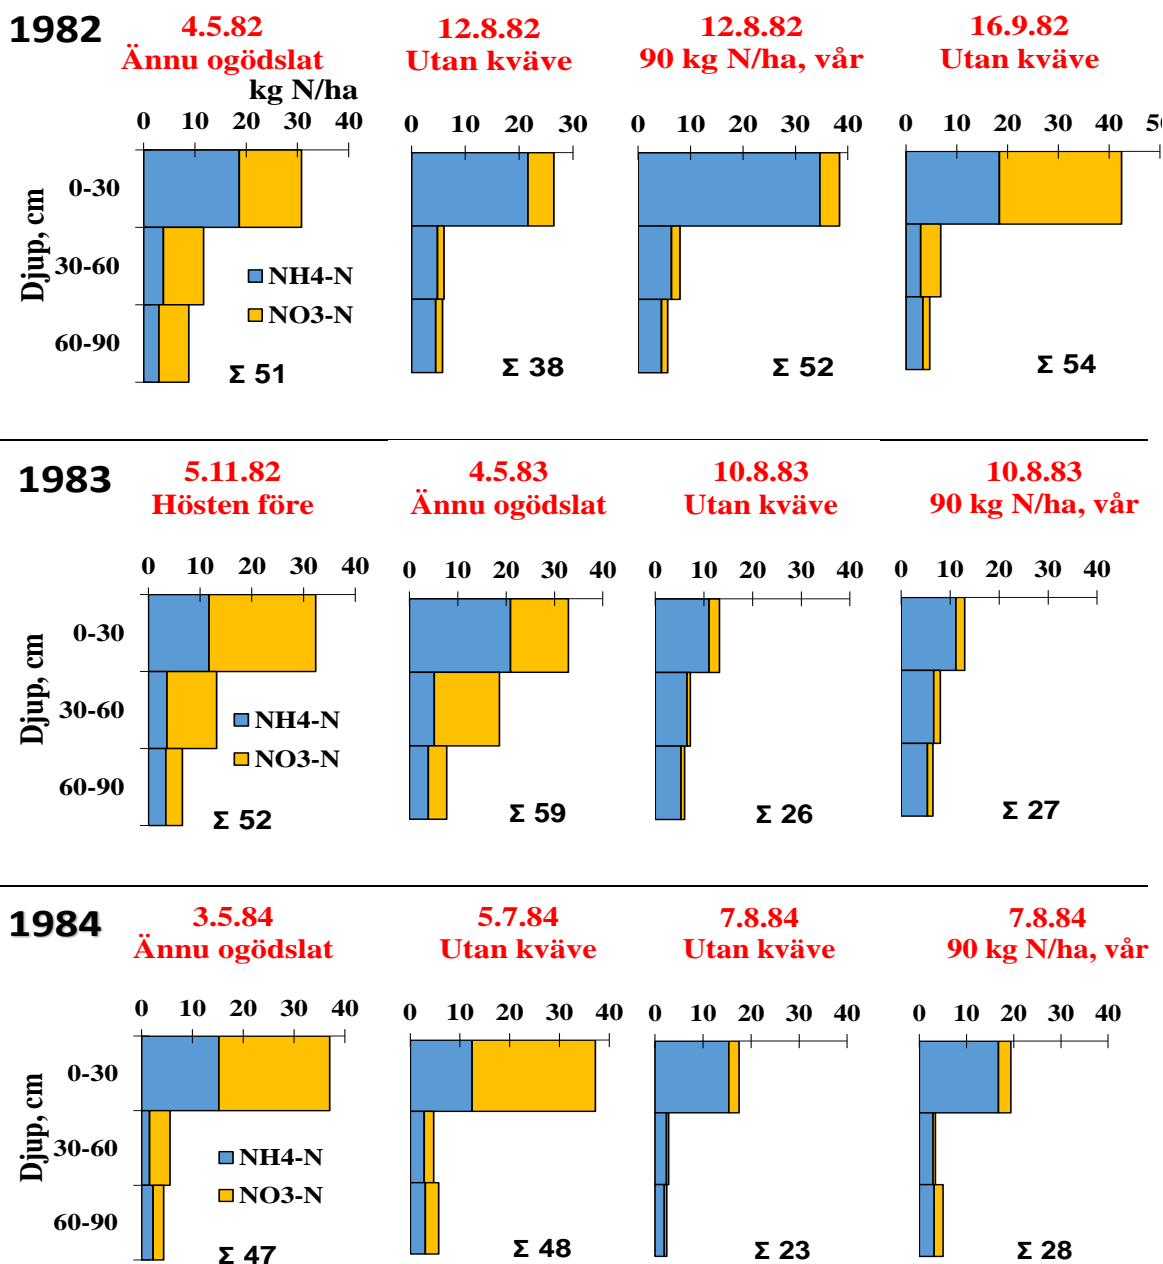 1982
4.5.82
Ännu ogödslat
kg N/ha
12.8.82
Utan kväve
12.8.82
90 kg N/ha, vår
16.9.82
Utan kväve
0 10 20 30 40
0 10 20 30
0 10 20 30 40
0 10 20 30 40
Djup, cm
0-30
30-60
60-90
NH4-N
NO3-N
Σ 51
Σ 38
Σ 52
Σ 54
1983
5.11.82
Hösten före
4.5.83
Ännu ogödslat
10.8.83
Utan kväve
10.8.83
90 kg N/ha, vår
0 10 20 30 40
0 10 20 30 40
0 10 20 30 40
0 10 20 30 40
Djup, cm
0-30
30-60
60-90
NH4-N
NO3-N
Σ 52
Σ 59
Σ 26
Σ 27
1984
3.5.84
Ännu ogödslat
5.7.84
Utan kväve
7.8.84
Utan kväve
7.8.84
90 kg N/ha, vår
0 10 20 30 40
0 10 20 30 40
0 10 20 30 40
0 10 20 30 40
Djup, cm
0-30
30-60
60-90
NH4-N
NO3-N
Σ 47
Σ 48
Σ 23
Σ 28